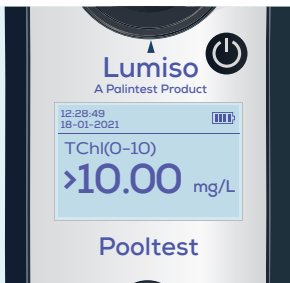 Lumiso
A Palintest Product
12:28:49
18-01-2021
TChl(0-10)
>10.00 mg/L
Pooltest